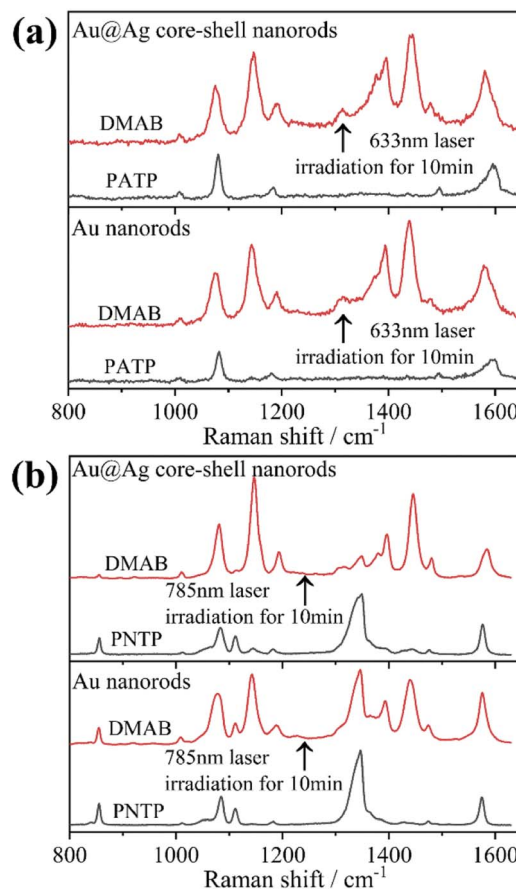 (a)
Au@Ag core-shell nanorods
DMAB
633nm laser
irradiation for 10min
PATP
Au nanorods
DMAB
633nm laser
irradiation for 10min
PATP
800 1000 1200 1400 1600
Raman shift / cm⁻¹
(b)
Au@Ag core-shell nanorods
DMAB
785nm laser
irradiation for 10min
PNTP
Au nanorods
DMAB
785nm laser
irradiation for 10min
PNTP
800 1000 1200 1400 1600
Raman shift / cm⁻¹